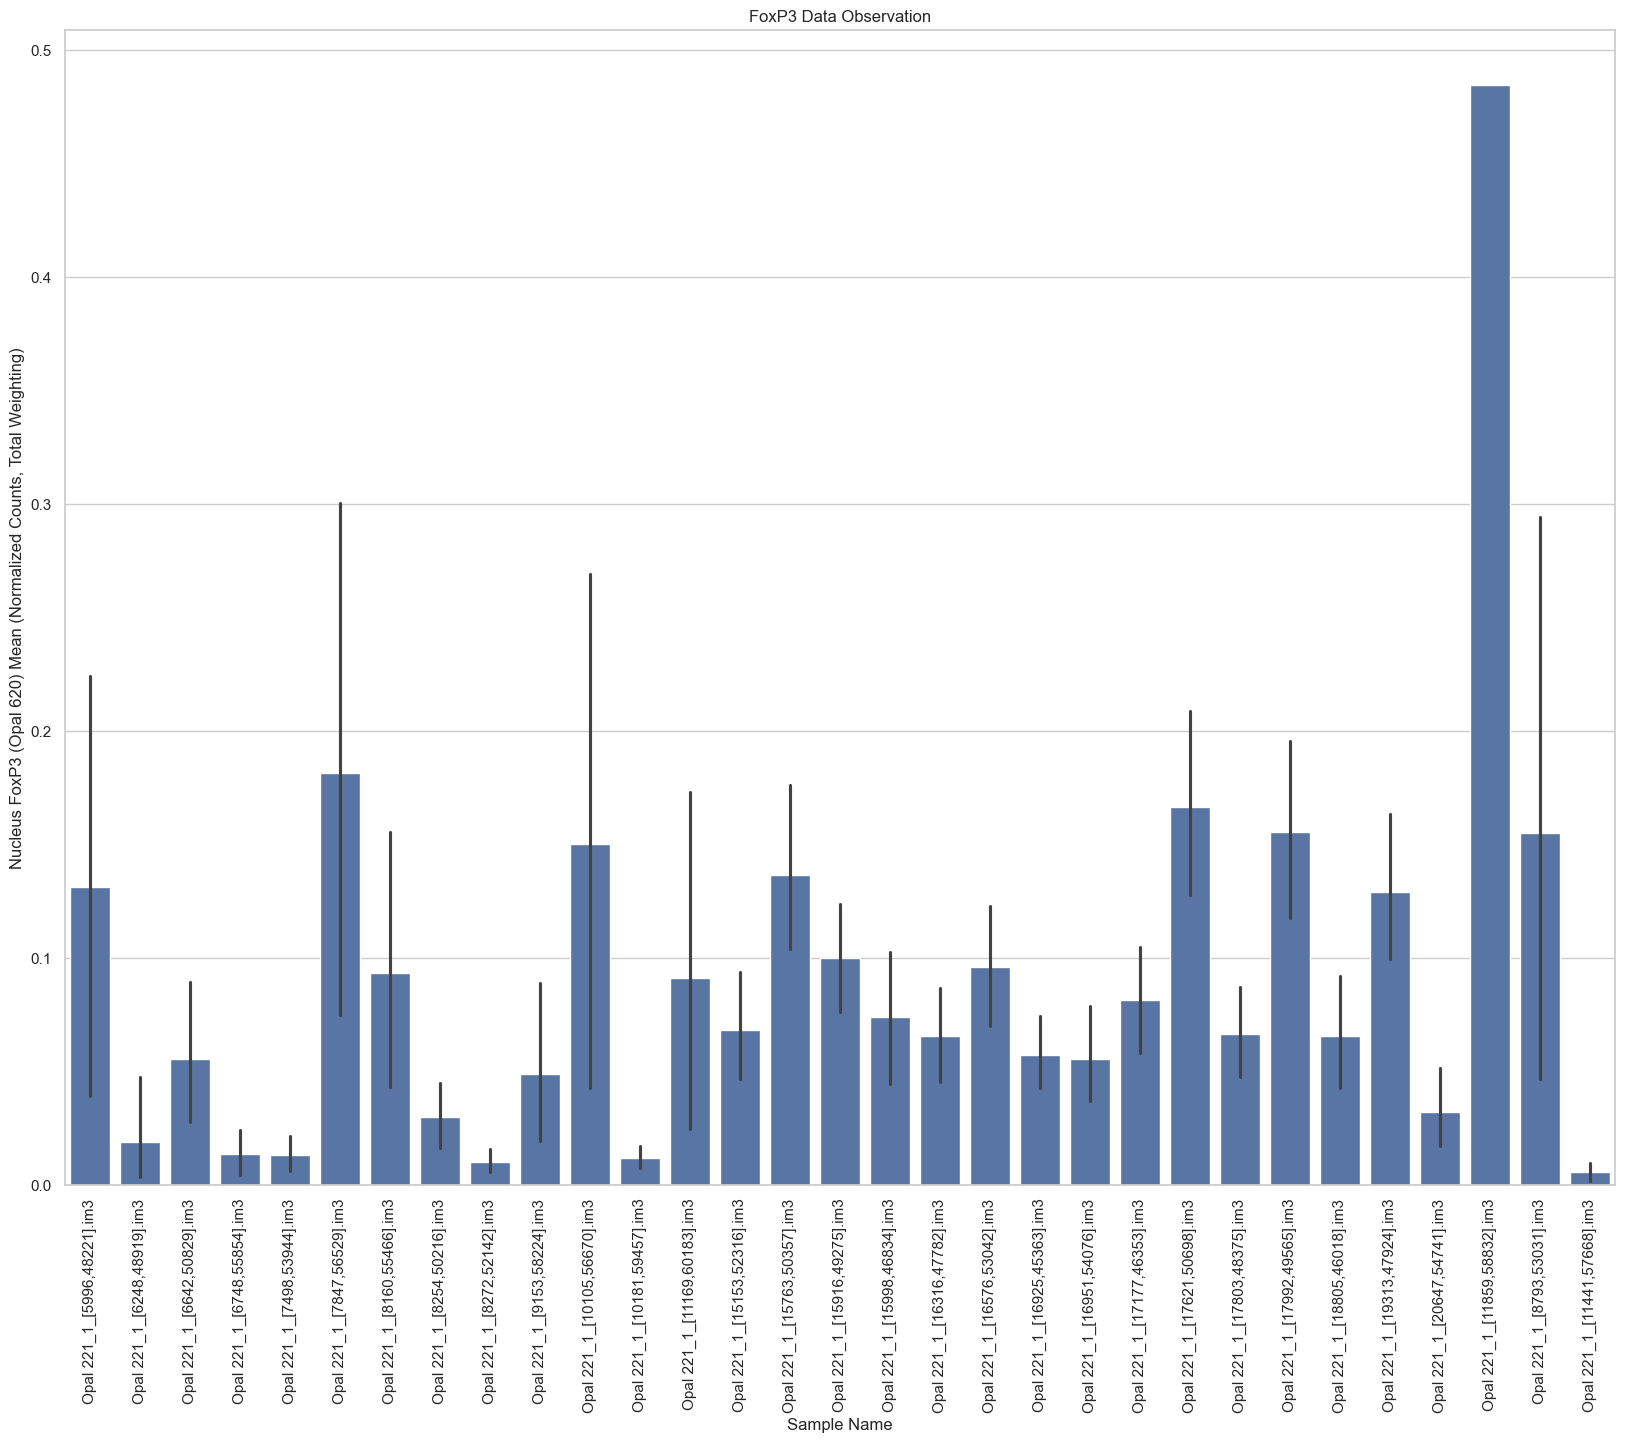 FoxP3 Data Observation
Nucleus FoxP3 (Opal 620) Mean (Normalized Counts, Total Weighting)
0.5
0.4
0.3
0.2
0.1
0.0
Opal 221_1_[5996,48221].im3
Opal 221_1_[6248,48919].im3
Opal 221_1_[6642,50829].im3
Opal 221_1_[6748,55854].im3
Opal 221_1_[7498,53944].im3
Opal 221_1_[7847,56529].im3
Opal 221_1_[8160,55466].im3
Opal 221_1_[8254,50216].im3
Opal 221_1_[8272,52142].im3
Opal 221_1_[9153,58224].im3
Opal 221_1_[10105,56670].im3
Opal 221_1_[10181,59457].im3
Opal 221_1_[11169,60183].im3
Opal 221_1_[15153,52316].im3
Opal 221_1_[15763,50357].im3
Opal 221_1_[15916,49275].im3
Opal 221_1_[15998,46834].im3
Opal 221_1_[16316,47782].im3
Opal 221_1_[16576,53042].im3
Opal 221_1_[16925,45363].im3
Opal 221_1_[16951,54076].im3
Opal 221_1_[17177,46353].im3
Opal 221_1_[17621,50698].im3
Opal 221_1_[17803,48375].im3
Opal 221_1_[17992,49565].im3
Opal 221_1_[18805,46018].im3
Opal 221_1_[19313,47924].im3
Opal 221_1_[20647,54741].im3
Opal 221_1_[11859,58832].im3
Opal 221_1_[8793,53031].im3
Opal 221_1_[11441,57668].im3
Sample Name